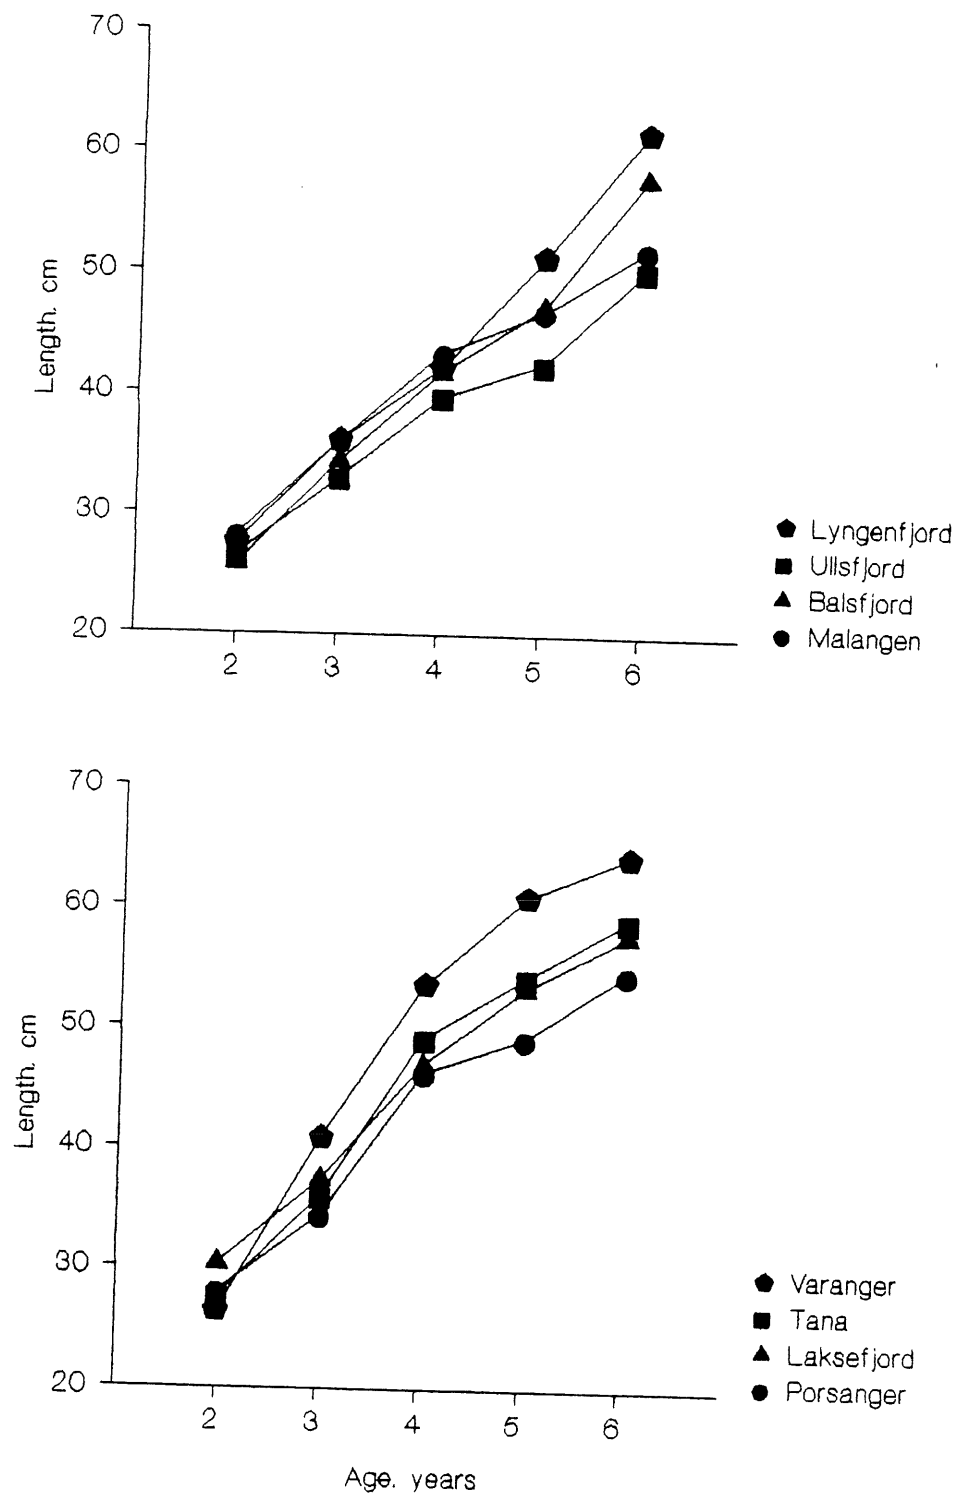 70
60
50
40
30
20
Length. cm
2 3 4 5 6
Lyngenfjord
Ullsfjord
Balsfjord
Malangen
70
60
50
40
30
20
Length. cm
2 3 4 5 6
Age. years
Varanger
Tana
Laksefjord
Porsanger